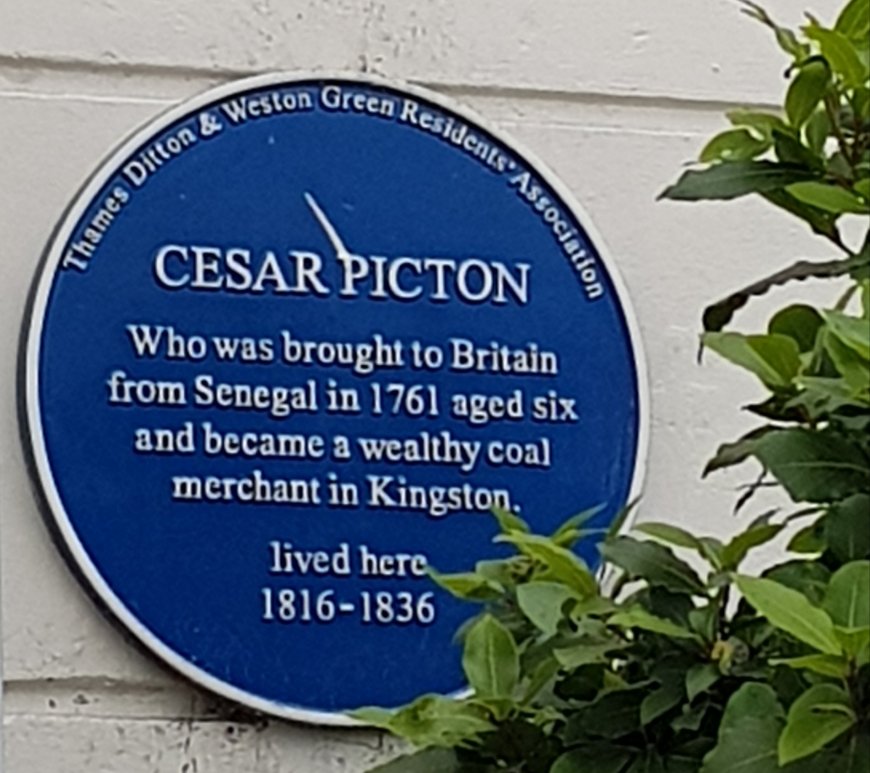 Thames Ditton & Weston Green Residents' Association
CESAR PICTON
Who was brought to Britain
from Senegal in 1761 aged six
and became a wealthy coal
merchant in Kingston.
lived here
1816-1836